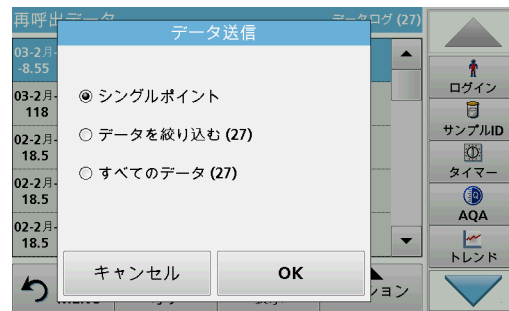 再呼出データ
データログ (27)
データ送信
03-2月-
-8.55
03-2月-
118
02-2月-
18.5
02-2月-
18.5
02-2月-
18.5
シングルポイント
データを絞り込む (27)
すべてのデータ (27)
キャンセル
OK
ログイン
サンプルID
タイマー
AQA
トレンド